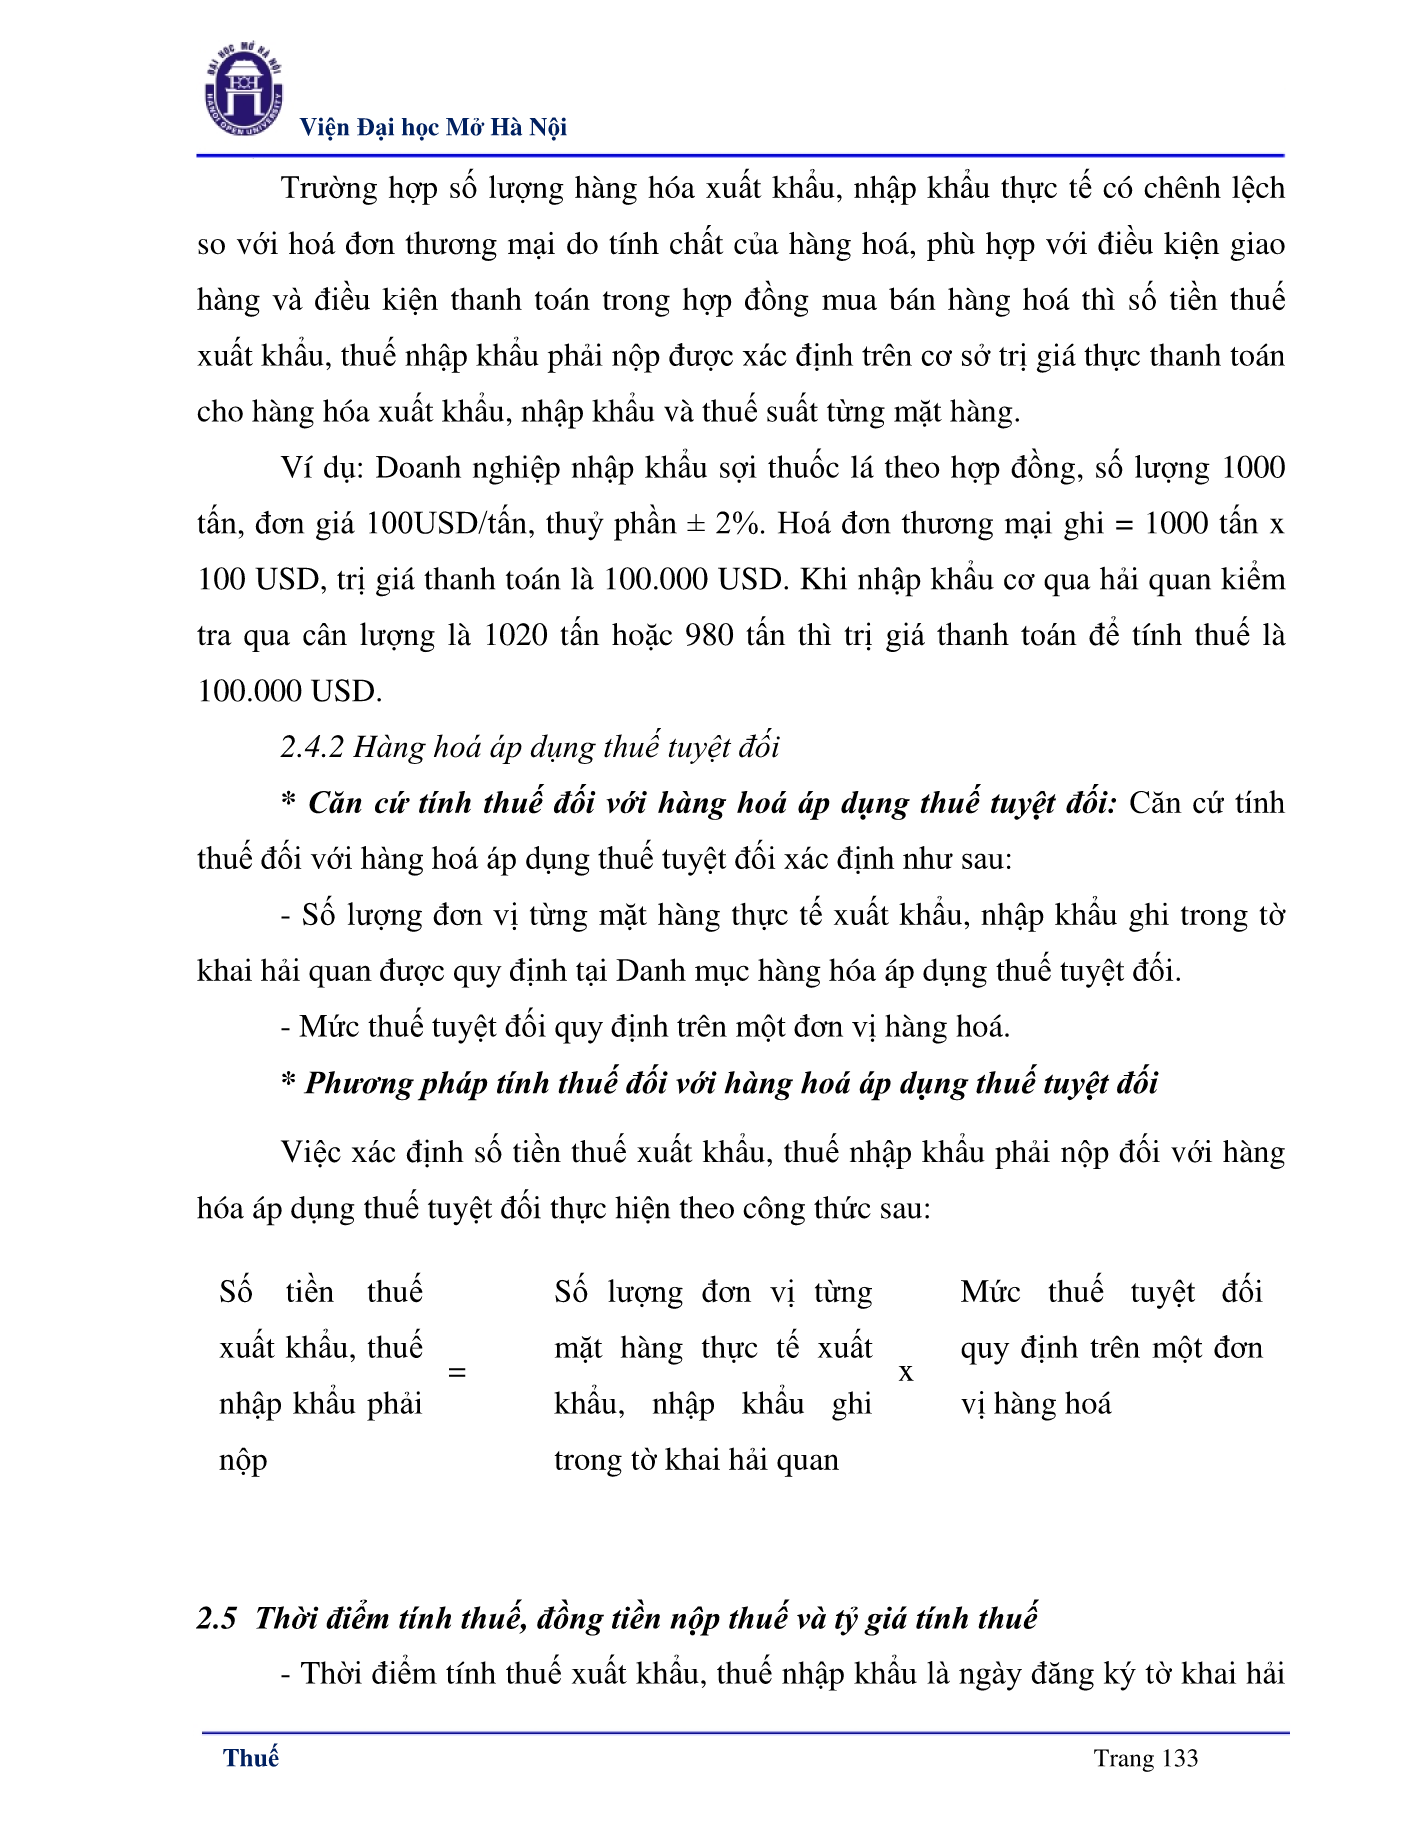 ĐẠI HỌC MỞ HÀ NỘI
HANOI OPEN UNIVERSITY
Viện Đại học Mở Hà Nội
Trường hợp số lượng hàng hóa xuất khẩu, nhập khẩu thực tế có chênh lệch
so với hoá đơn thương mại do tính chất của hàng hoá, phù hợp với điều kiện giao
hàng và điều kiện thanh toán trong hợp đồng mua bán hàng hoá thì số tiền thuế
xuất khẩu, thuế nhập khẩu phải nộp được xác định trên cơ sở trị giá thực thanh toán
cho hàng hóa xuất khẩu, nhập khẩu và thuế suất từng mặt hàng.
Ví dụ: Doanh nghiệp nhập khẩu sợi thuốc lá theo hợp đồng, số lượng 1000
tấn, đơn giá 100USD/tấn, thuỷ phần ± 2%. Hoá đơn thương mại ghi = 1000 tấn x
100 USD, trị giá thanh toán là 100.000 USD. Khi nhập khẩu cơ qua hải quan kiểm
tra qua cân lượng là 1020 tấn hoặc 980 tấn thì trị giá thanh toán để tính thuế là
100.000 USD.
2.4.2 Hàng hoá áp dụng thuế tuyệt đối
* Căn cứ tính thuế đối với hàng hoá áp dụng thuế tuyệt đối: Căn cứ tính
thuế đối với hàng hoá áp dụng thuế tuyệt đối xác định như sau:
- Số lượng đơn vị từng mặt hàng thực tế xuất khẩu, nhập khẩu ghi trong tờ
khai hải quan được quy định tại Danh mục hàng hóa áp dụng thuế tuyệt đối.
- Mức thuế tuyệt đối quy định trên một đơn vị hàng hoá.
* Phương pháp tính thuế đối với hàng hoá áp dụng thuế tuyệt đối
Việc xác định số tiền thuế xuất khẩu, thuế nhập khẩu phải nộp đối với hàng
hóa áp dụng thuế tuyệt đối thực hiện theo công thức sau:
Số tiền thuế
xuất khẩu, thuế
nhập khẩu phải
nộp
=
Số lượng đơn vị từng
mặt hàng thực tế xuất
khẩu, nhập khẩu ghi
trong tờ khai hải quan
x
Mức thuế tuyệt đối
quy định trên một đơn
vị hàng hoá
2.5 Thời điểm tính thuế, đồng tiền nộp thuế và tỷ giá tính thuế
- Thời điểm tính thuế xuất khẩu, thuế nhập khẩu là ngày đăng ký tờ khai hải
Thuế
Trang 133